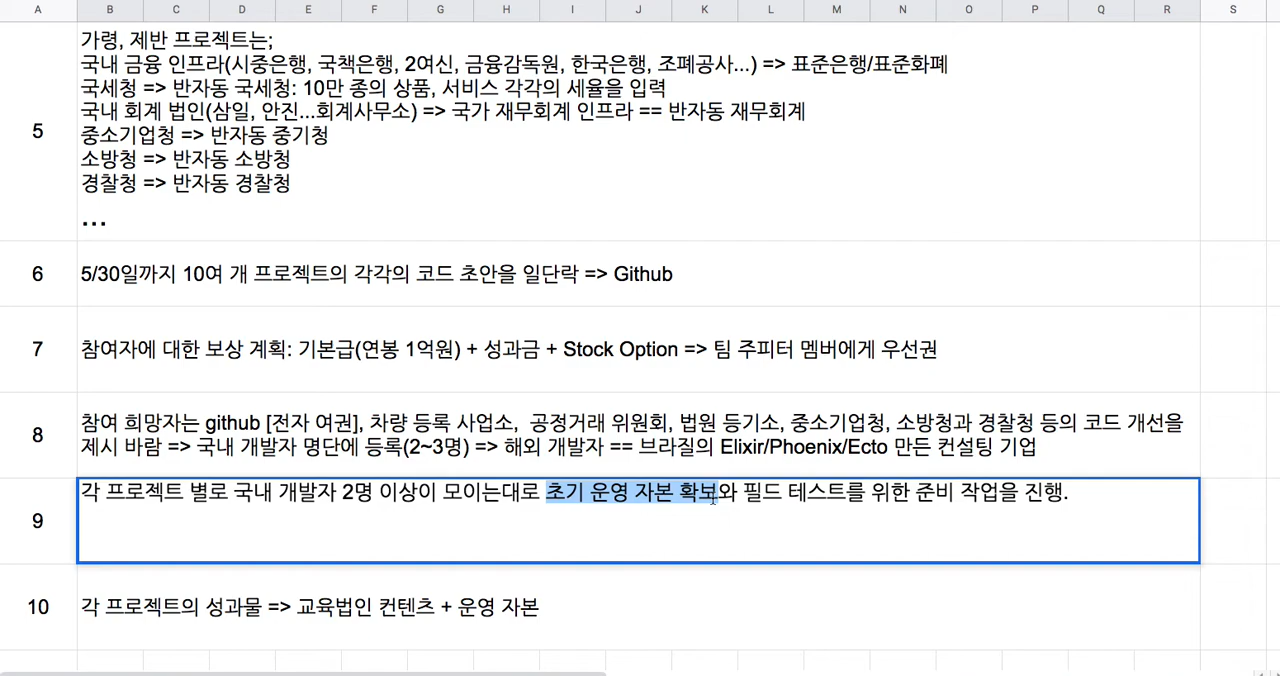 A B C D E F G H I J K L M N O P Q R S
가령, 제반 프로젝트는;
국내 금융 인프라(시중은행, 국책은행, 2여신, 금융감독원, 한국은행, 조폐공사...) => 표준은행/표준화폐
국세청 => 반자동 국세청: 10만 종의 상품, 서비스 각각의 세율을 입력
국내 회계 법인(삼일, 안진...회계사무소) => 국가 재무회계 인프라 == 반자동 재무회계
5 중소기업청 => 반자동 중기청
소방청 => 반자동 소방청
경찰청 => 반자동 경찰청
...
6 5/30일까지 10여 개 프로젝트의 각각의 코드 초안을 일단락 => Github
7 참여자에 대한 보상 계획: 기본급(연봉 1억원) + 성과금 + Stock Option => 팀 주피터 멤버에게 우선권
8 참여 희망자는 github [전자 여권], 차량 등록 사업소, 공정거래 위원회, 법원 등기소, 중소기업청, 소방청과 경찰청 등의 코드 개선을
제시 바람 => 국내 개발자 명단에 등록(2~3명) => 해외 개발자 == 브라질의 Elixir/Phoenix/Ecto 만든 컨설팅 기업
9 각 프로젝트 별로 국내 개발자 2명 이상이 모이는대로 초기 운영 자본 확보와 필드 테스트를 위한 준비 작업을 진행.
10 각 프로젝트의 성과물 => 교육법인 컨텐츠 + 운영 자본